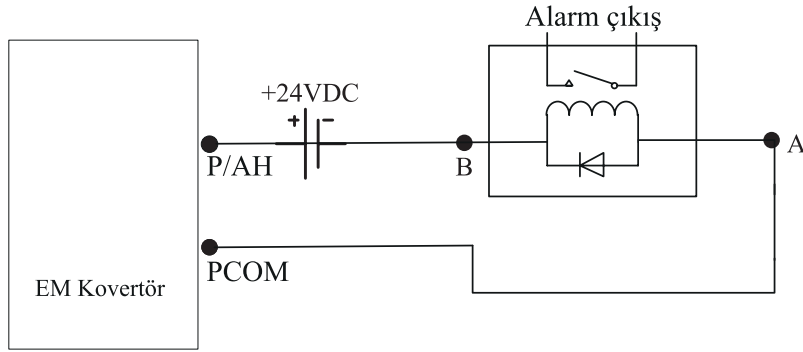 Alarm çıkış
+24VDC
+ -
P/AH
B
A
PCOM
EM Kovertör